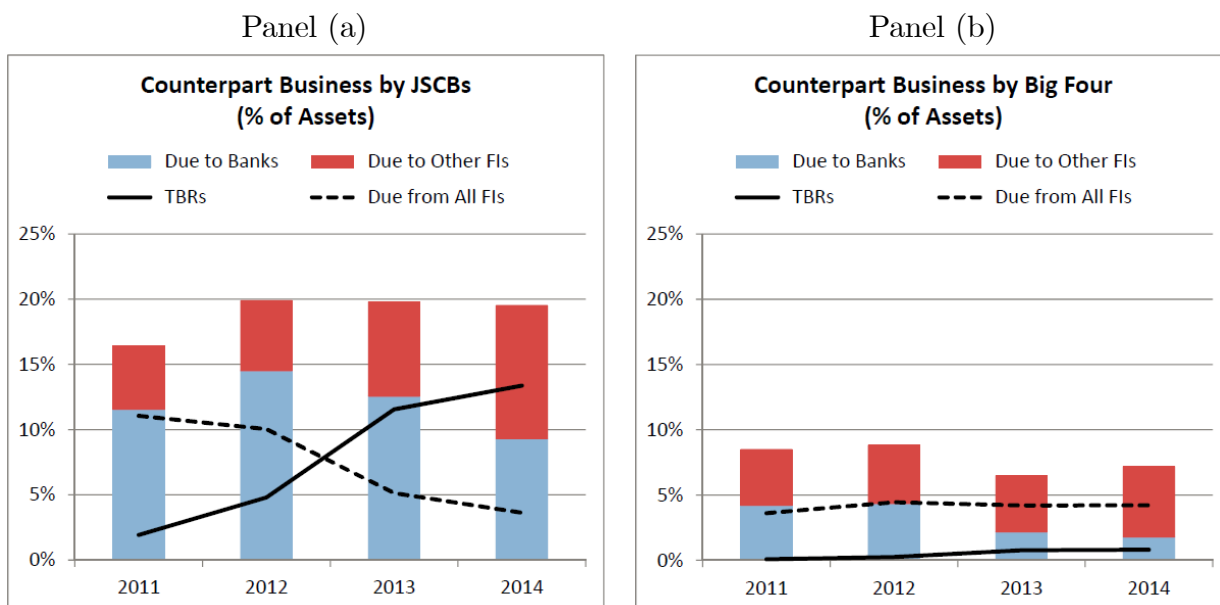 Panel (a)
Counterpart Business by JSCBs
(% of Assets)
Due to Banks
Due to Other FIs
TBRs
Due from All FIs
25%
20%
15%
10%
5%
0%
2011
2012
2013
2014
Panel (b)
Counterpart Business by Big Four
(% of Assets)
Due to Banks
Due to Other FIs
TBRs
Due from All FIs
25%
20%
15%
10%
5%
0%
2011
2012
2013
2014